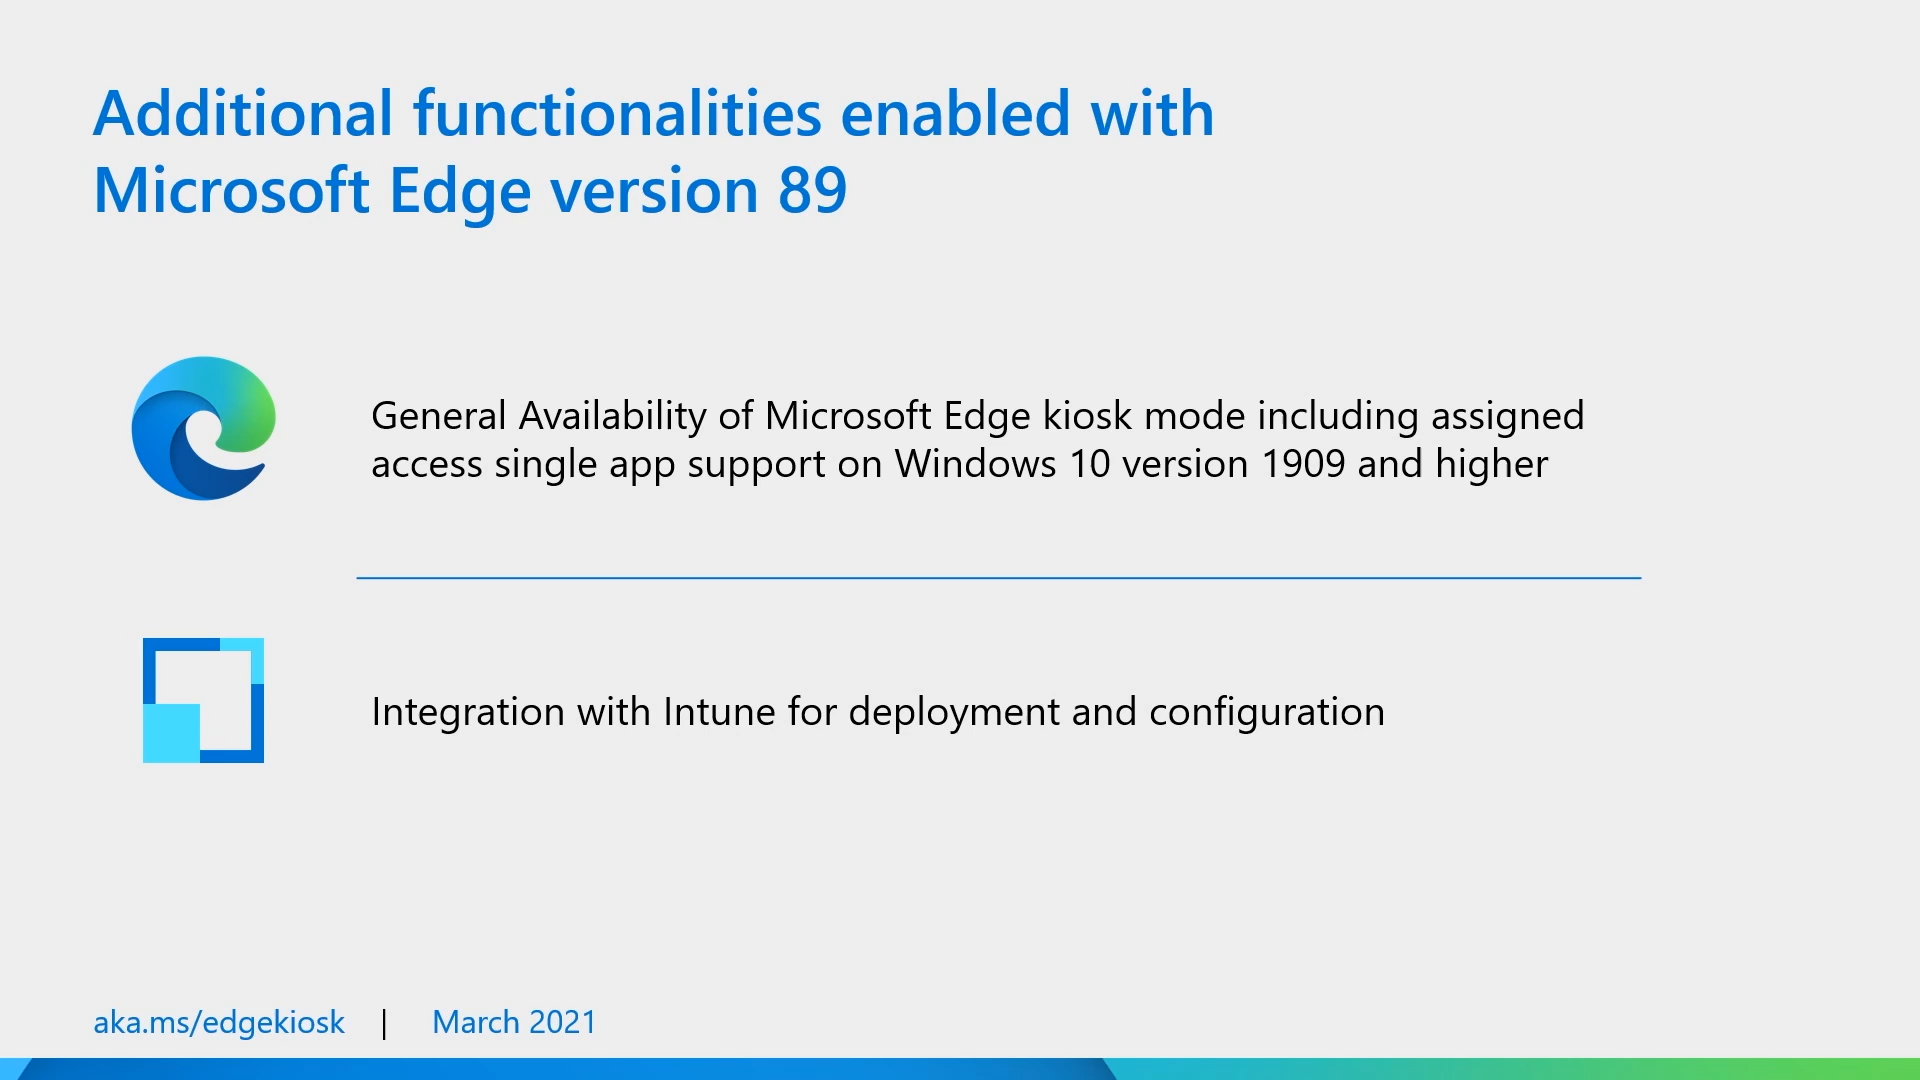 Additional functionalities enabled with
Microsoft Edge version 89
General Availability of Microsoft Edge kiosk mode including assigned
access single app support on Windows 10 version 1909 and higher
Integration with Intune for deployment and configuration
aka.ms/edgekiosk | March 2021